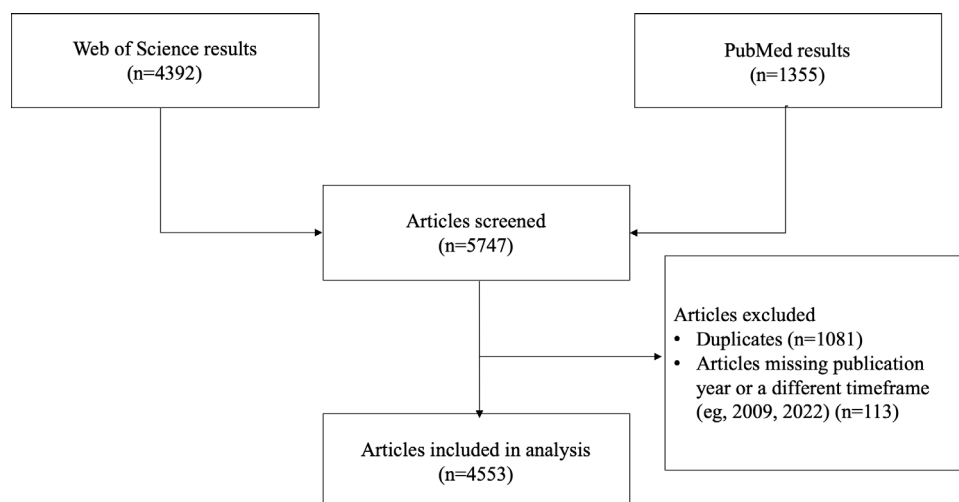 Web of Science results
(n=4392)
PubMed results
(n=1355)
Articles screened
(n=5747)
Articles excluded
• Duplicates (n=1081)
• Articles missing publication
year or a different timeframe
(eg, 2009, 2022) (n=113)
Articles included in analysis
(n=4553)